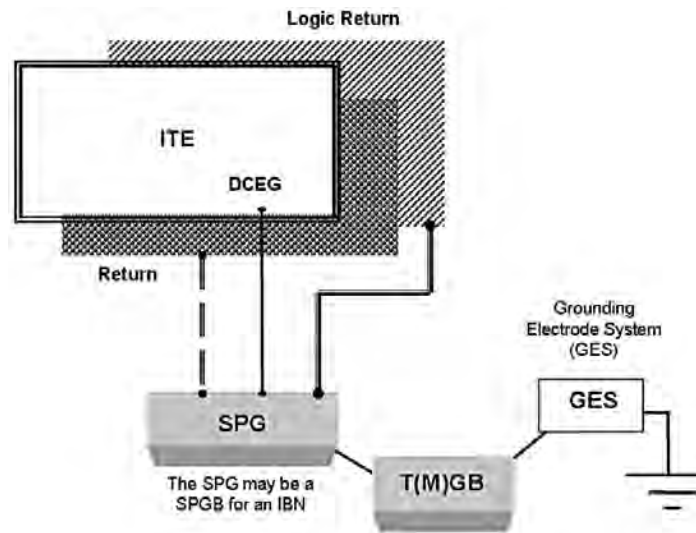 Logic Return
ITE
DCEG
Return
Grounding
Electrode System
(GES)
GES
SPG
The SPG may be a
SPGB for an IBN
T(M)GB